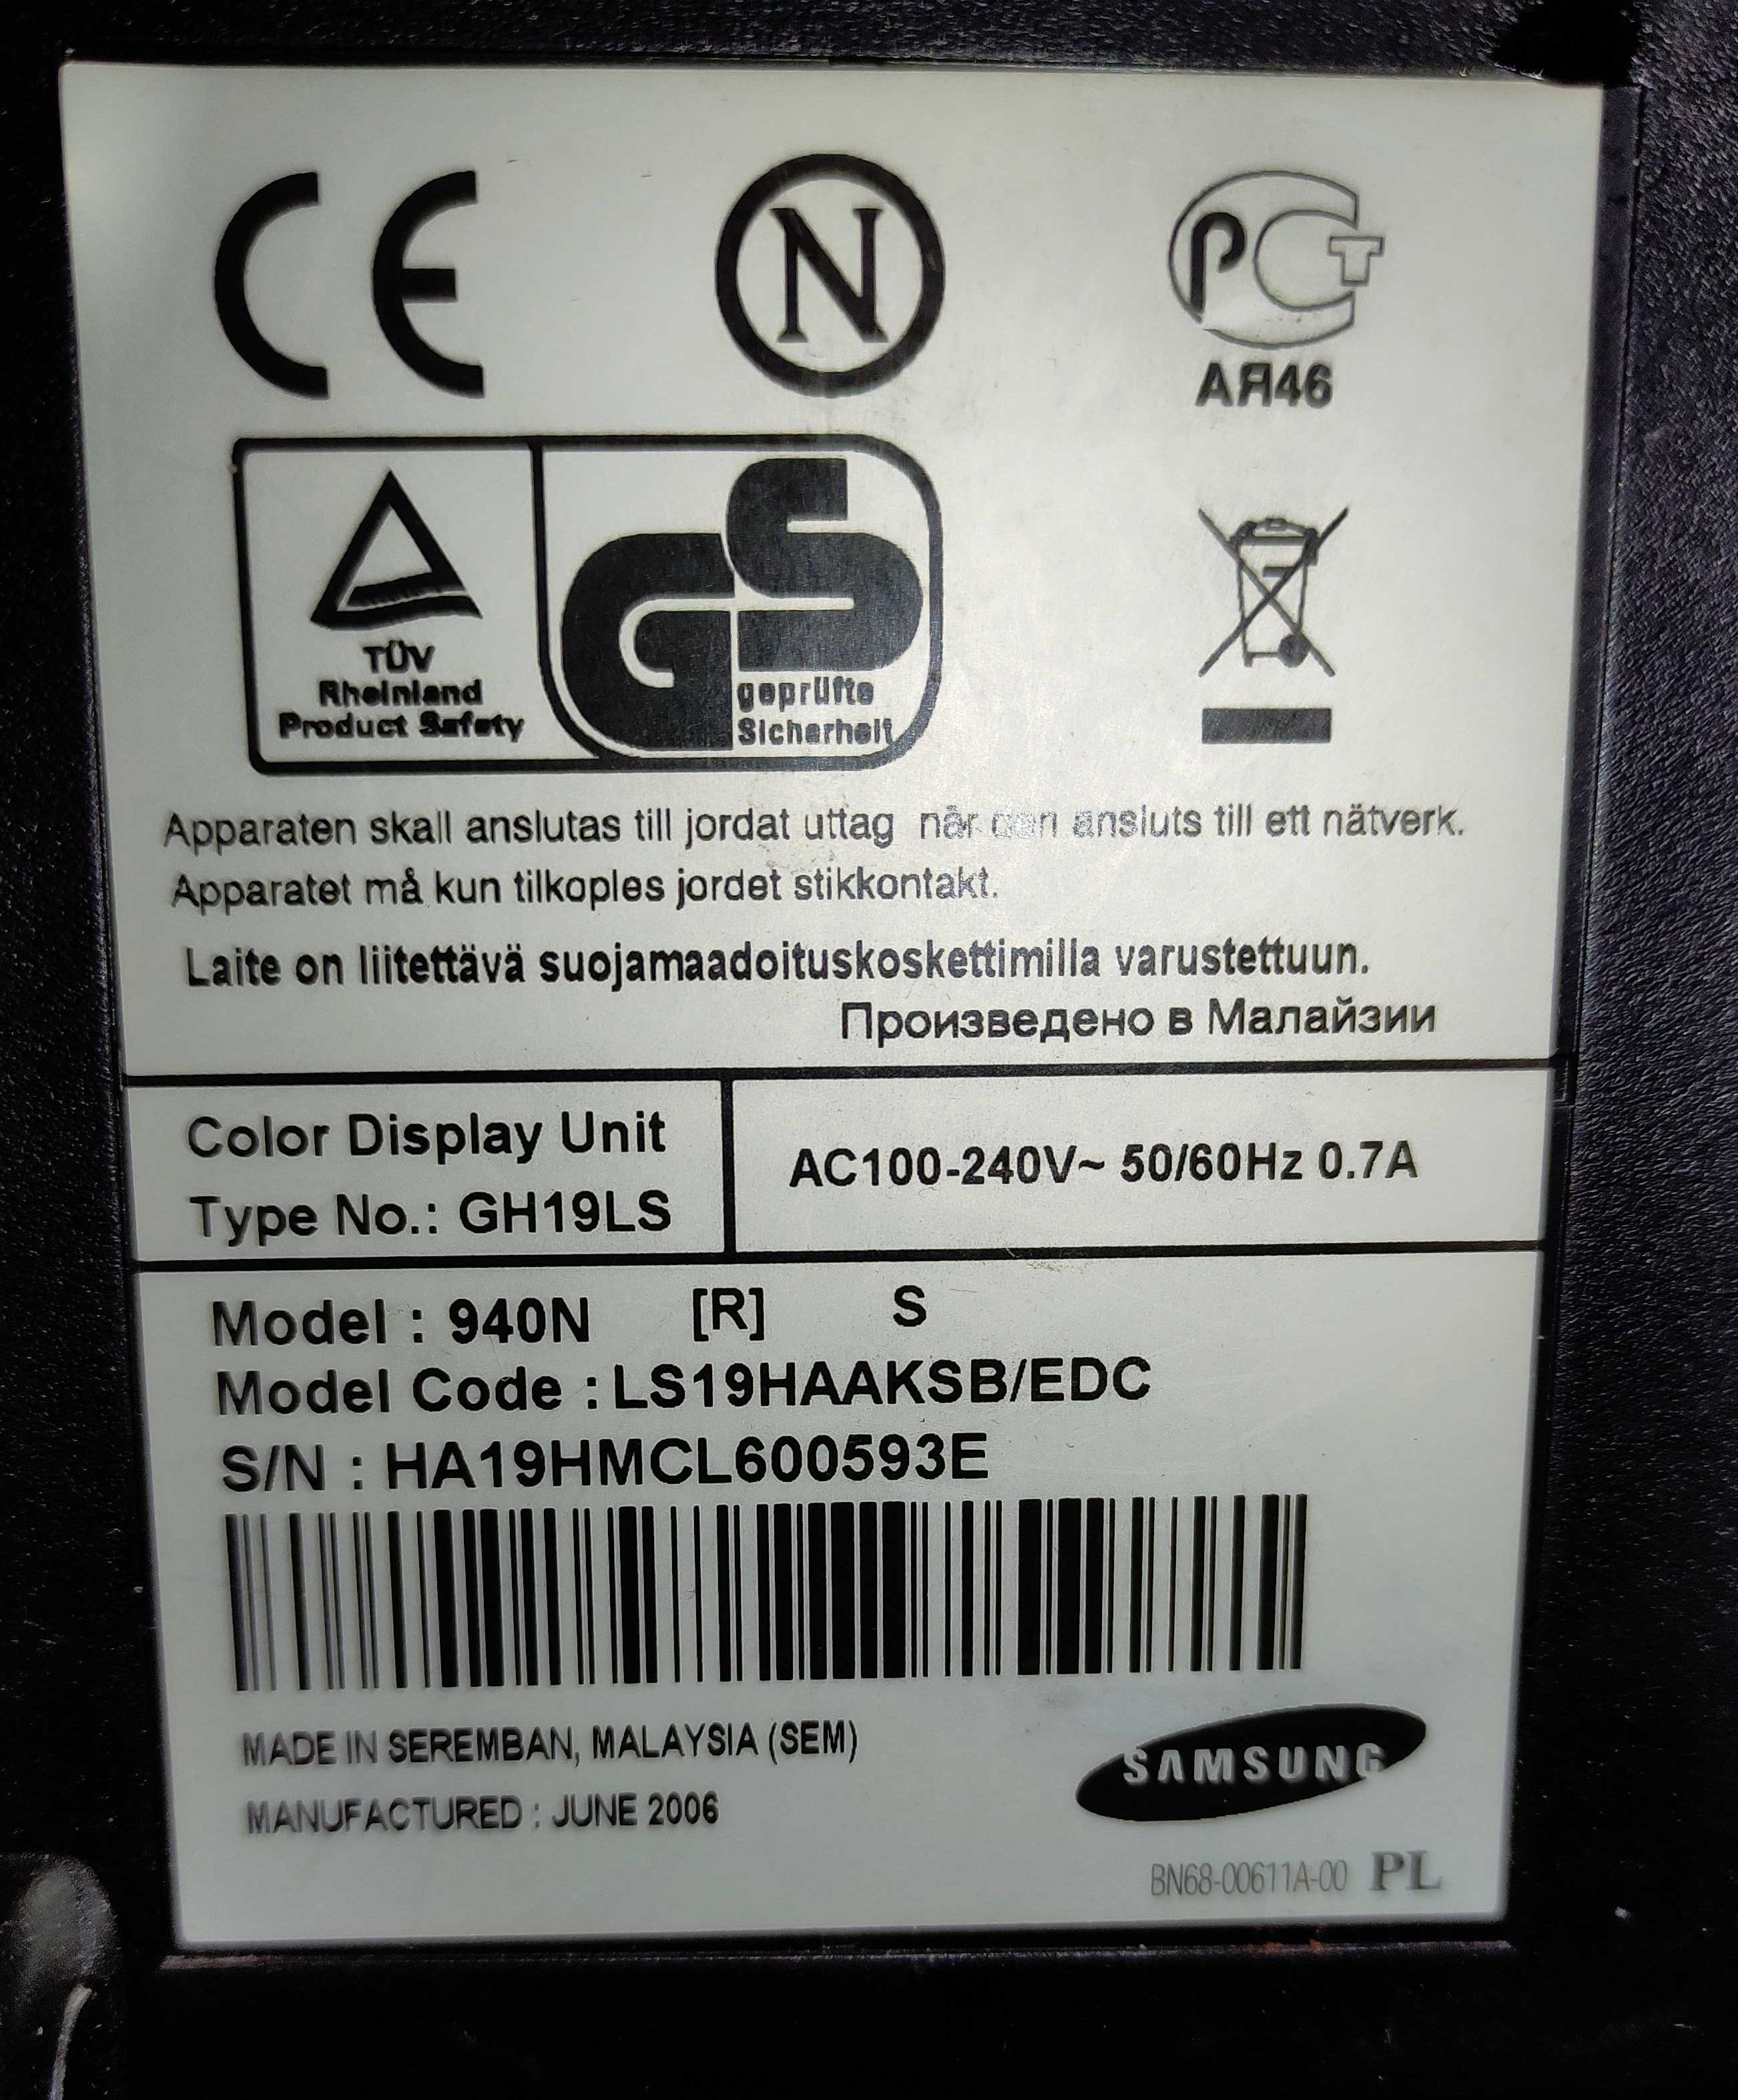 CE
N
РСТ
АЯ46
TÜV
Rheinland
Product Safety
GS
geprüfte
Sicherheit
Apparaten skall anslutas till jordat uttag när den ansluts till ett nätverk.
Apparatet må kun tilkoples jordet stikkontakt.
Laite on liitettävä suojamaadoituskoskettimilla varustettuun.
Произведено в Малайзии
Color Display Unit
Type No.: GH19LS
AC100-240V~ 50/60Hz 0.7A
Model : 940N [R] S
Model Code : LS19HAAKSB/EDC
S/N : HA19HMCL600593E
MADE IN SEREMBAN, MALAYSIA (SEM)
MANUFACTURED : JUNE 2006
SAMSUNG
BN68-00611A-00 PL